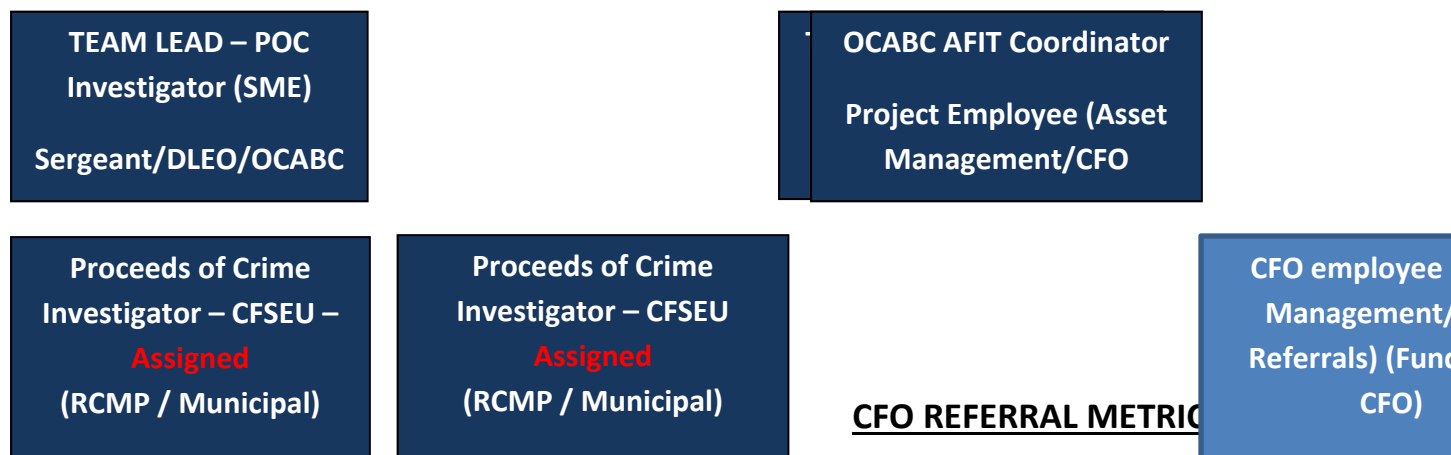 TEAM LEAD – POC
Investigator (SME)
Sergeant/DLEO/OCABC
OCABC AFIT Coordinator
Project Employee (Asset
Management/CFO
Proceeds of Crime
Investigator – CFSEU –
Assigned
(RCMP / Municipal)
Proceeds of Crime
Investigator – CFSEU
Assigned
(RCMP / Municipal)
CFO REFERRAL
CFO employee
Management/
Referrals)
CFO)